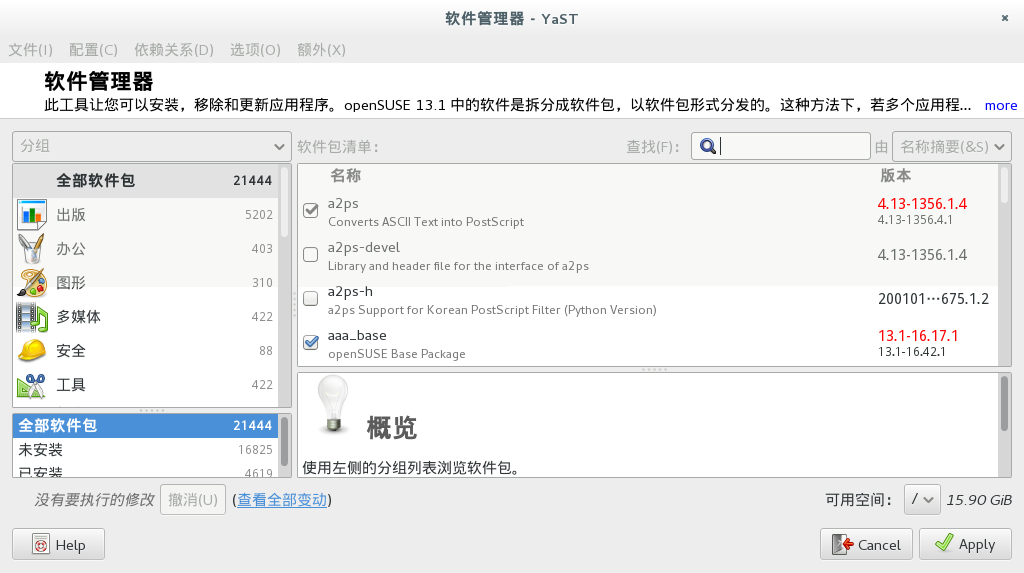 软件管理器 - YaST
文件(I) 配置(C) 依赖关系(D) 选项(O) 额外(X)
软件管理器
此工具让您可以安装，移除和更新应用程序。openSUSE 13.1 中的软件是拆分成软件包，以软件包形式分发的。这种方法下，若多个应用程... more
分组 软件包清单： 查找(F)： 由 名称摘要(&S)
全部软件包 21444
出版 5202
办公 403
图形 310
多媒体 422
安全 88
工具 422
名称 版本
a2ps 4.13-1356.1.4
Converts ASCII Text into PostScript 4.13-1356.4.1
a2ps-devel 4.13-1356.1.4
Library and header file for the interface of a2ps
a2ps-h 200101…675.1.2
a2ps Support for Korean PostScript Filter (Python Version)
aaa_base 13.1-16.17.1
openSUSE Base Package 13.1-16.42.1
全部软件包 21444
未安装 16825
已安装 4619
概览
使用左侧的分组列表浏览软件包。
没有要执行的修改 撤消(U) (查看全部变动) 可用空间： / 15.90 GiB
Help Cancel Apply